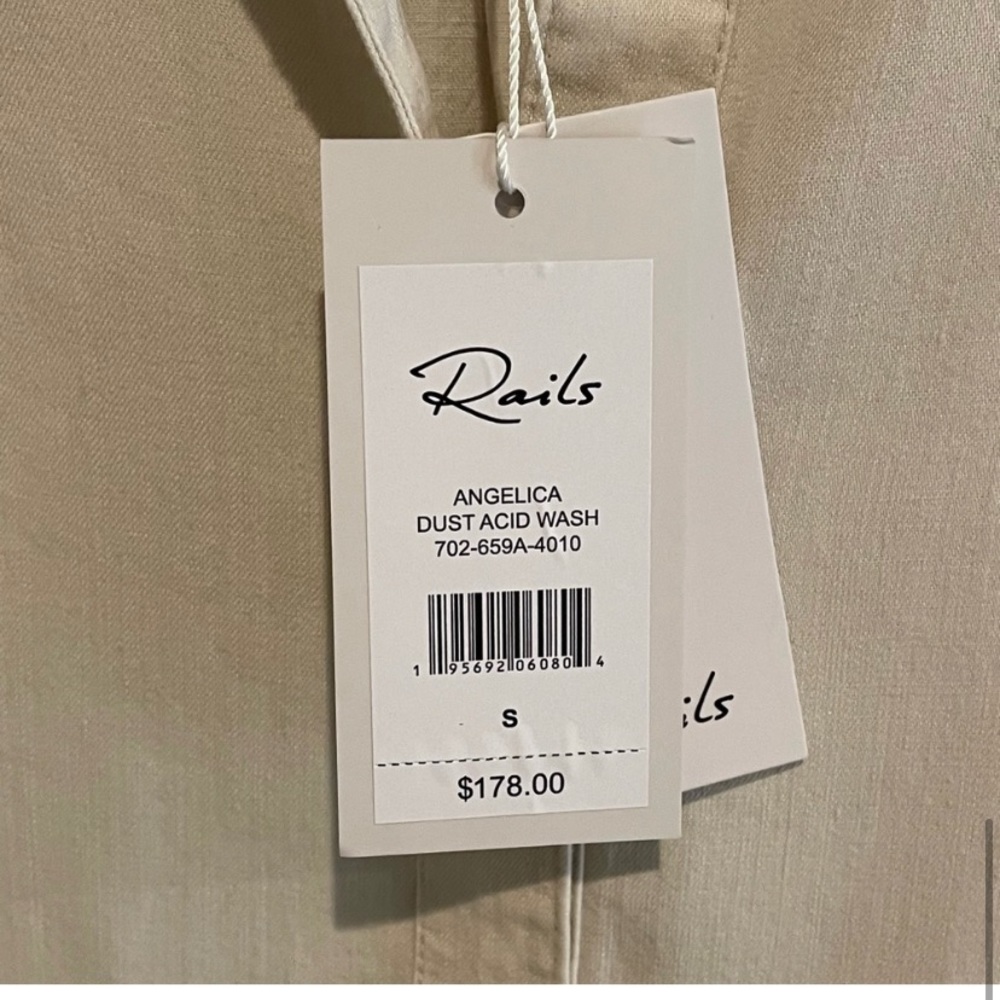 Rails
ANGELICA
DUST ACID WASH
702-659A-4010
1 95692 06080 4
S
$178.00
ils